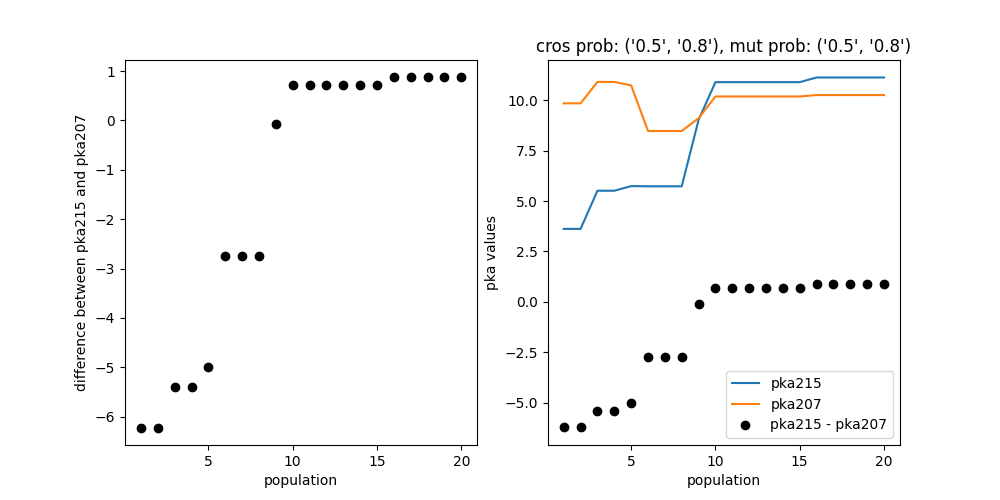 difference between pka215 and pka207
1
0
−1
−2
−3
−4
−5
−6
5
10
15
20
population
cros prob: ('0.5', '0.8'), mut prob: ('0.5', '0.8')
pka values
10.0
7.5
5.0
2.5
0.0
−2.5
−5.0
pka215
pka207
pka215 - pka207
5
10
15
20
population